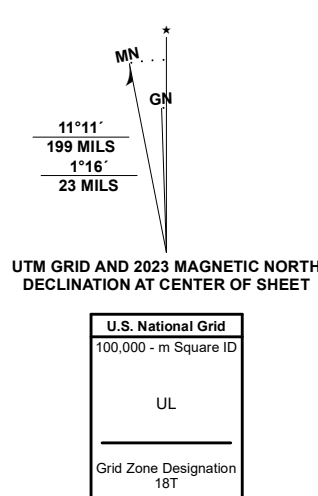 MN
GN
11°11´
199 MILS
1°16´
23 MILS
UTM GRID AND 2023 MAGNETIC NORTH
DECLINATION AT CENTER OF SHEET
U.S. National Grid
100,000 - m Square ID
UL
Grid Zone Designation
18T